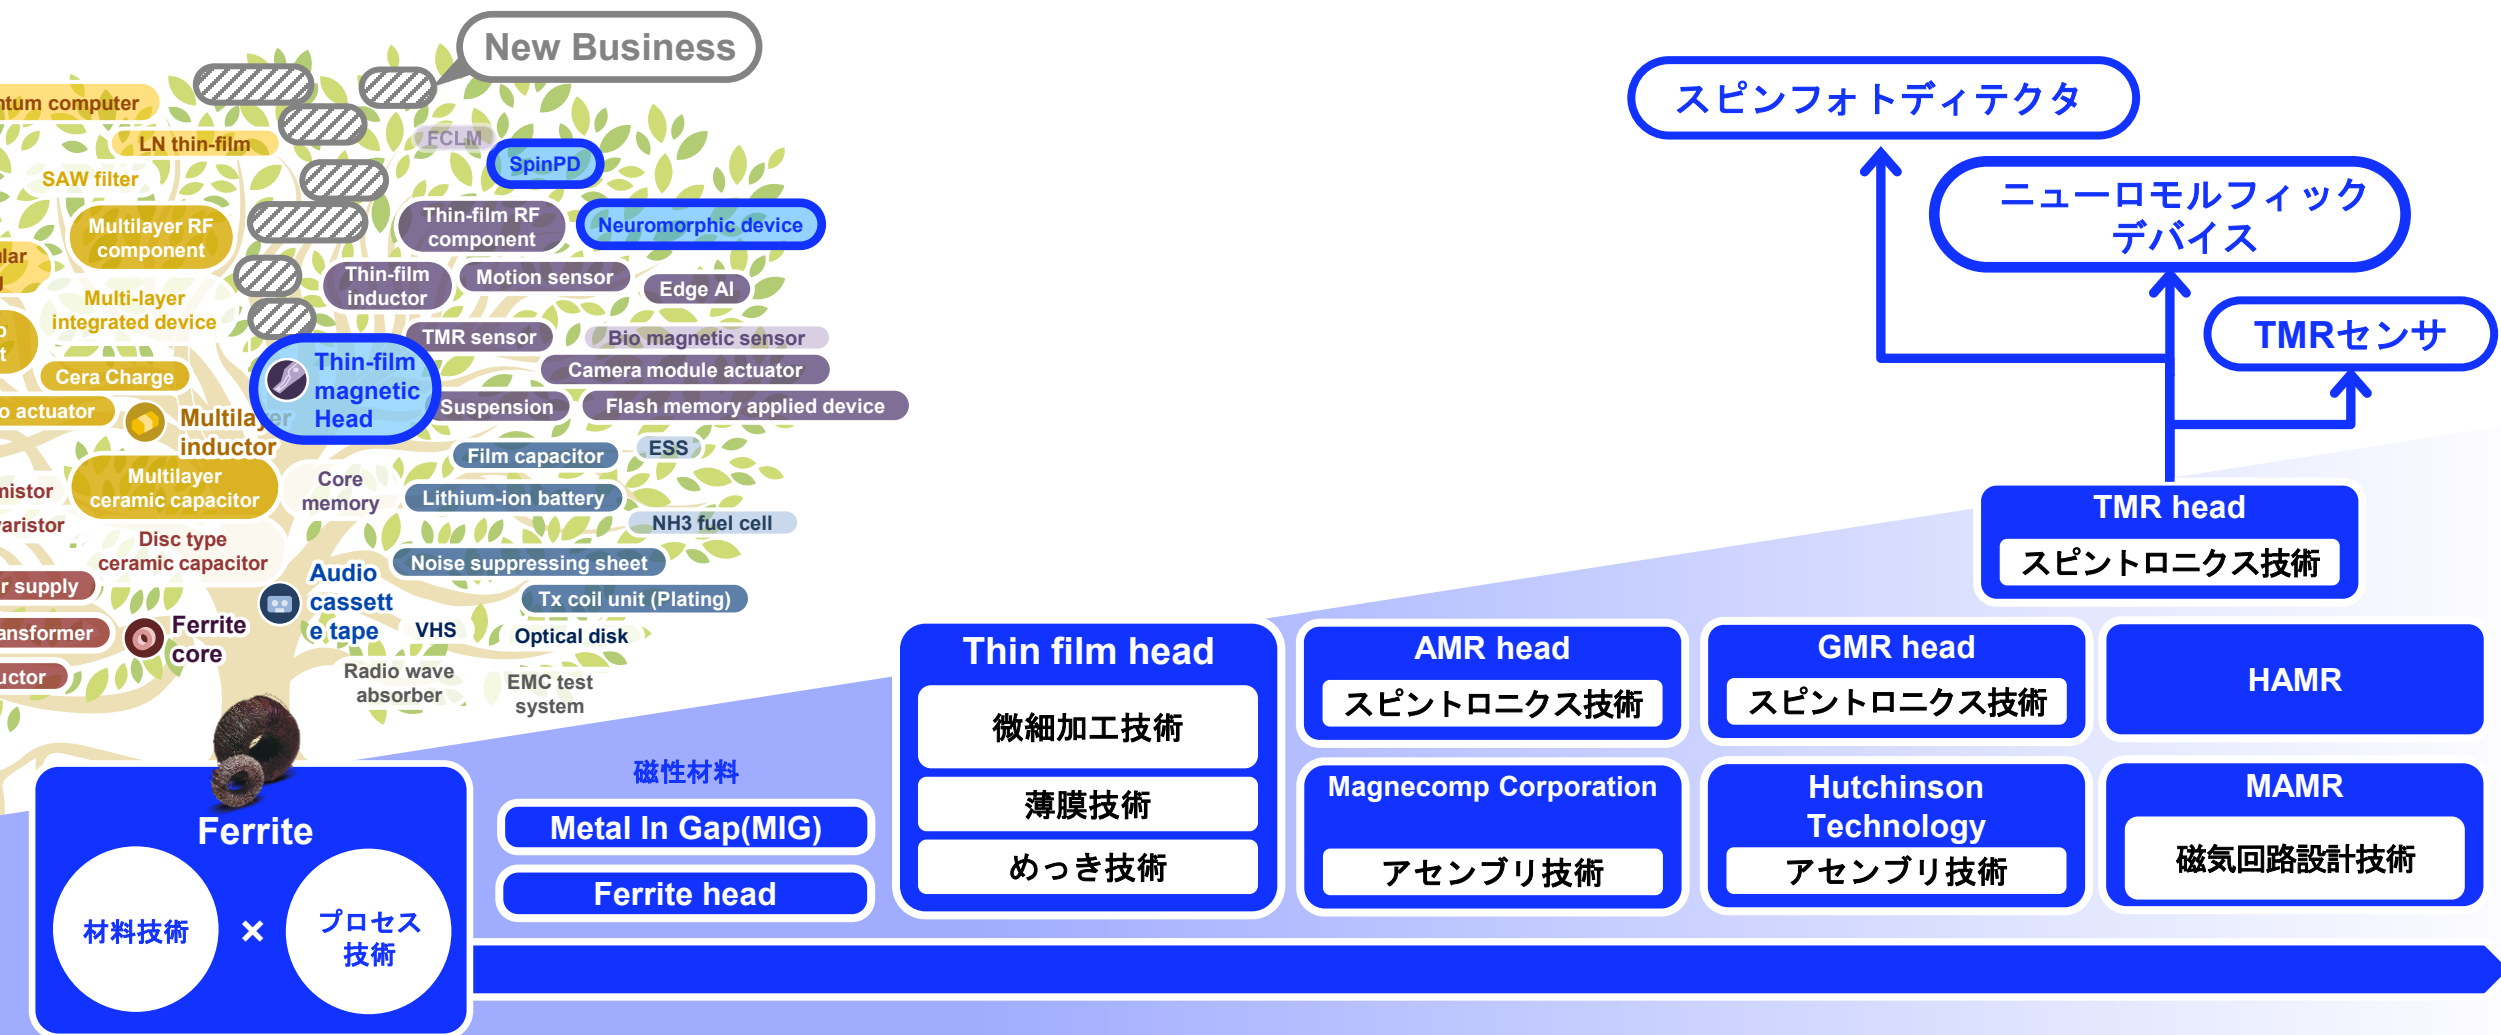 New Business
ntum computer
LN thin-film
FCLM
SpinPD
SAW filter
Multilayer RF
component
Thin-film RF
component
Neuromorphic device
Thin-film
inductor
Motion sensor
Edge AI
Multi-layer
integrated device
TMR sensor
Bio magnetic sensor
Thin-film
magnetic
Head
Camera module actuator
Cera Charge
o actuator
Suspension
Flash memory applied device
Multilayer
inductor
Film capacitor
ESS
Multilayer
ceramic capacitor
Core
memory
Lithium-ion battery
mistor
varistor
NH3 fuel cell
Disc type
ceramic capacitor
Noise suppressing sheet
Audio
cassett
e tape
r supply
Tx coil unit (Plating)
ansformer
Ferrite
core
VHS
Optical disk
uctor
Radio wave
absorber
EMC test
system
スピンフォトディテクタ
ニューロモルフィック
デバイス
TMRセンサ
TMR head
スピントロニクス技術
Ferrite
材料技術
×
プロセス
技術
磁性材料
Metal In Gap(MIG)
Ferrite head
Thin film head
微細加工技術
薄膜技術
めっき技術
AMR head
スピントロニクス技術
Magnecomp Corporation
アセンブリ技術
GMR head
スピントロニクス技術
Hutchinson
Technology
アセンブリ技術
HAMR
MAMR
磁気回路設計技術